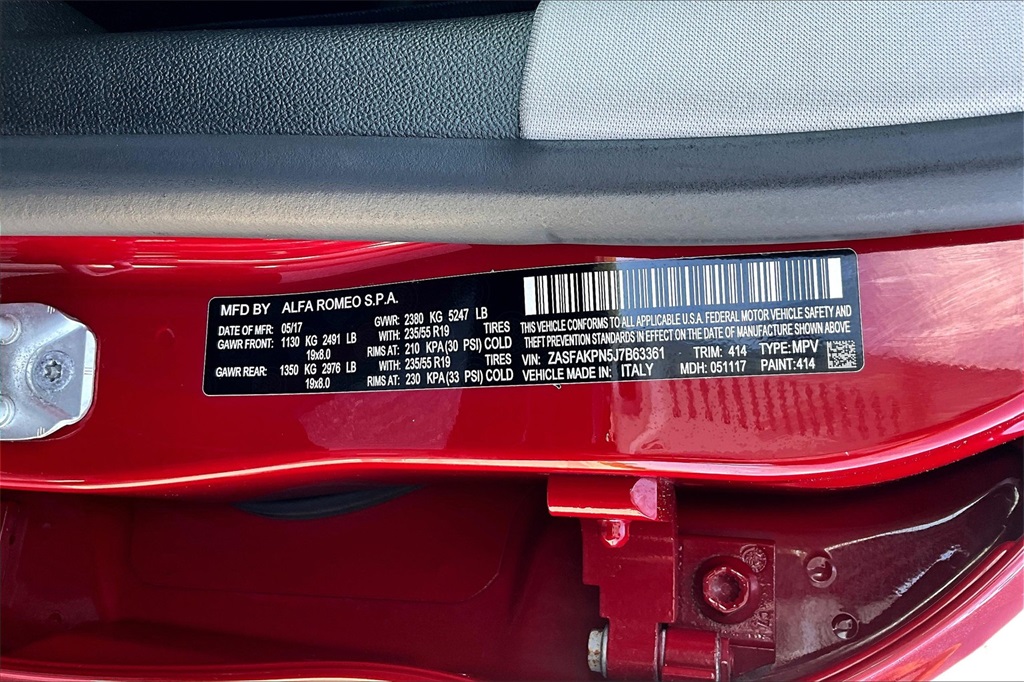 MFD BY ALFA ROMEO S.P.A.
DATE OF MFR: 05/17 GVWR: 2380 KG 5247 LB
GAWR FRONT: 1130 KG 2491 LB WITH: 235/55 R19 TIRES
19x8.0 RIMS AT: 210 KPA (30 PSI) COLD
GAWR REAR: 1350 KG 2976 LB WITH: 235/55 R19 TIRES
19x8.0 RIMS AT: 230 KPA (33 PSI) COLD
THIS VEHICLE CONFORMS TO ALL APPLICABLE U.S.A. FEDERAL MOTOR VEHICLE SAFETY AND
THEFT PREVENTION STANDARDS IN EFFECT ON THE DATE OF MANUFACTURE SHOWN ABOVE
VIN: ZASFAKPN5J7B63361 TRIM: 414 TYPE: MPV
VEHICLE MADE IN: ITALY MDH: 051117 PAINT:414